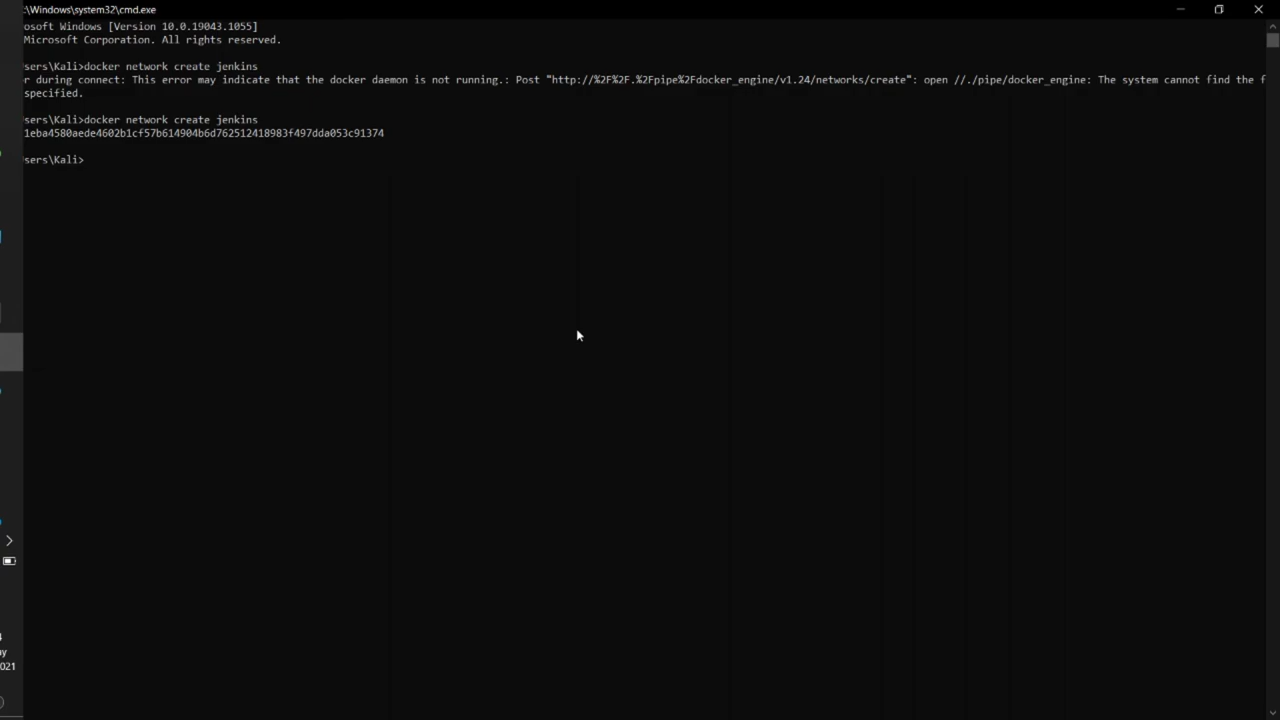 :\Windows\system32\cmd.exe
osoft Windows [Version 10.0.19043.1055]
Microsoft Corporation. All rights reserved.
sers\Kali>docker network create jenkins
r during connect: This error may indicate that the docker daemon is not running.: Post "http://%2F%2F.%2Fpipe%2Fdocker_engine/v1.24/networks/create": open //./pipe/docker_engine: The system cannot find the f
specified.
sers\Kali>docker network create jenkins
1eba4580aede4602b1cf57b614904b6d762512418983f497dda053c91374
sers\Kali>
4
ay
021